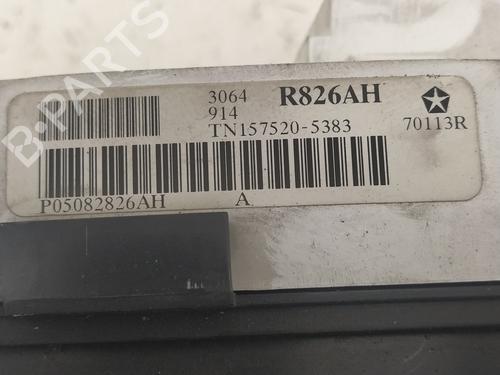 B-PARTS
3064 R826AH
914
TN157520-5383 70113R
P05082826AH A